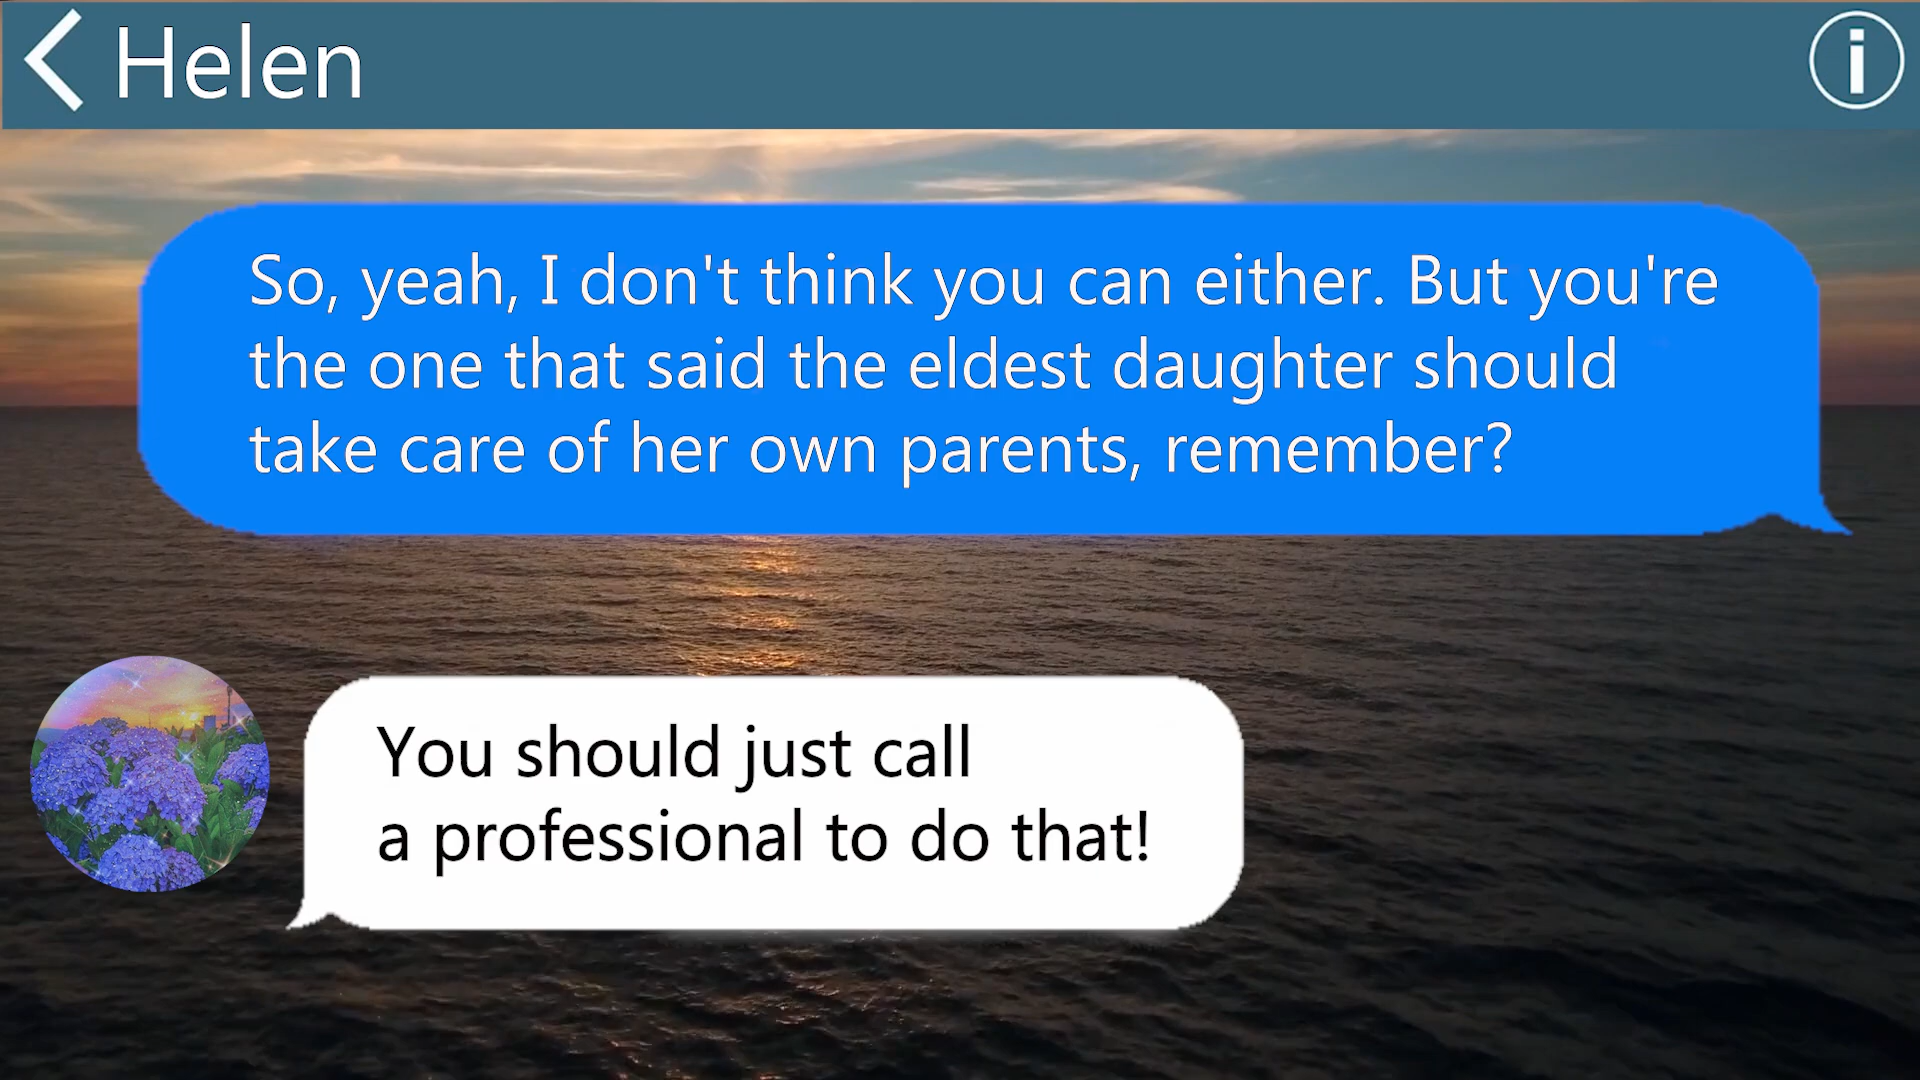 Helen
So, yeah, I don't think you can either. But you're
the one that said the eldest daughter should
take care of her own parents, remember?
You should just call
a professional to do that!